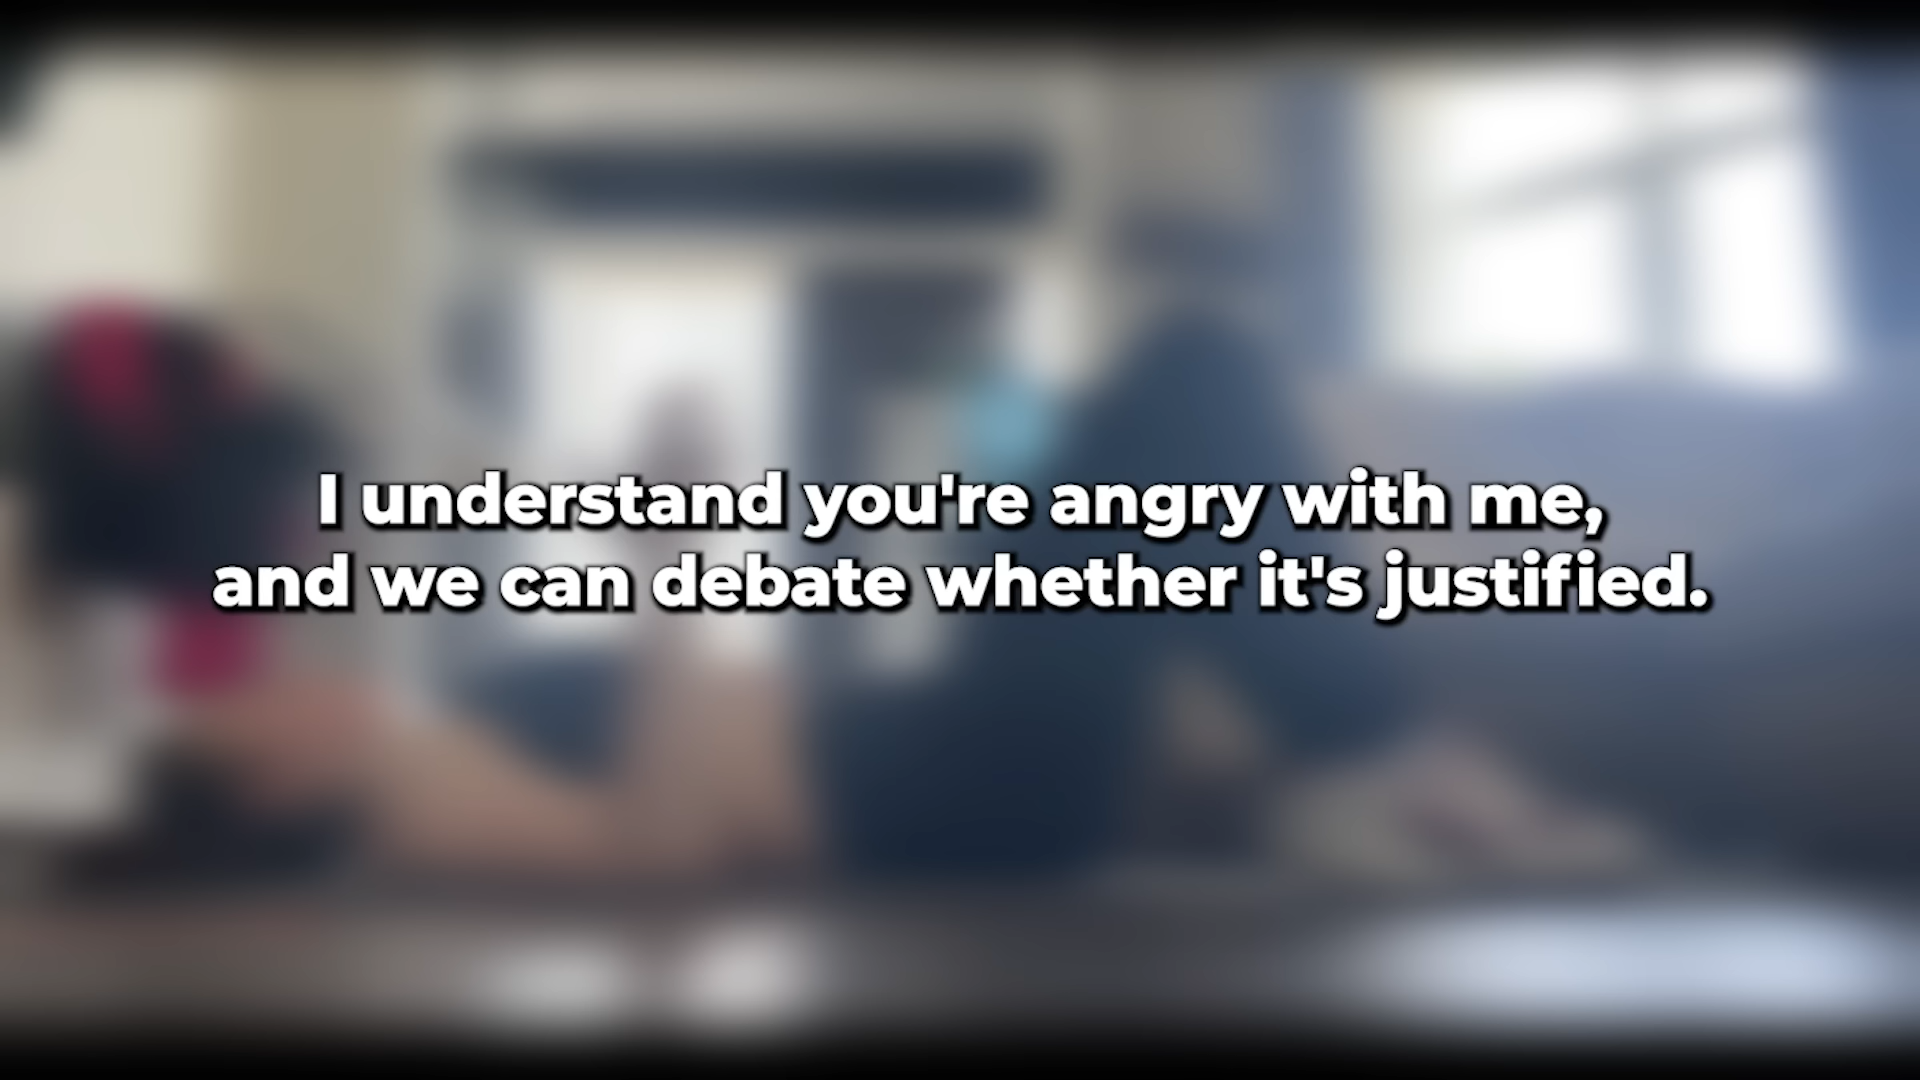 I understand you're angry with me,
and we can debate whether it's justified.